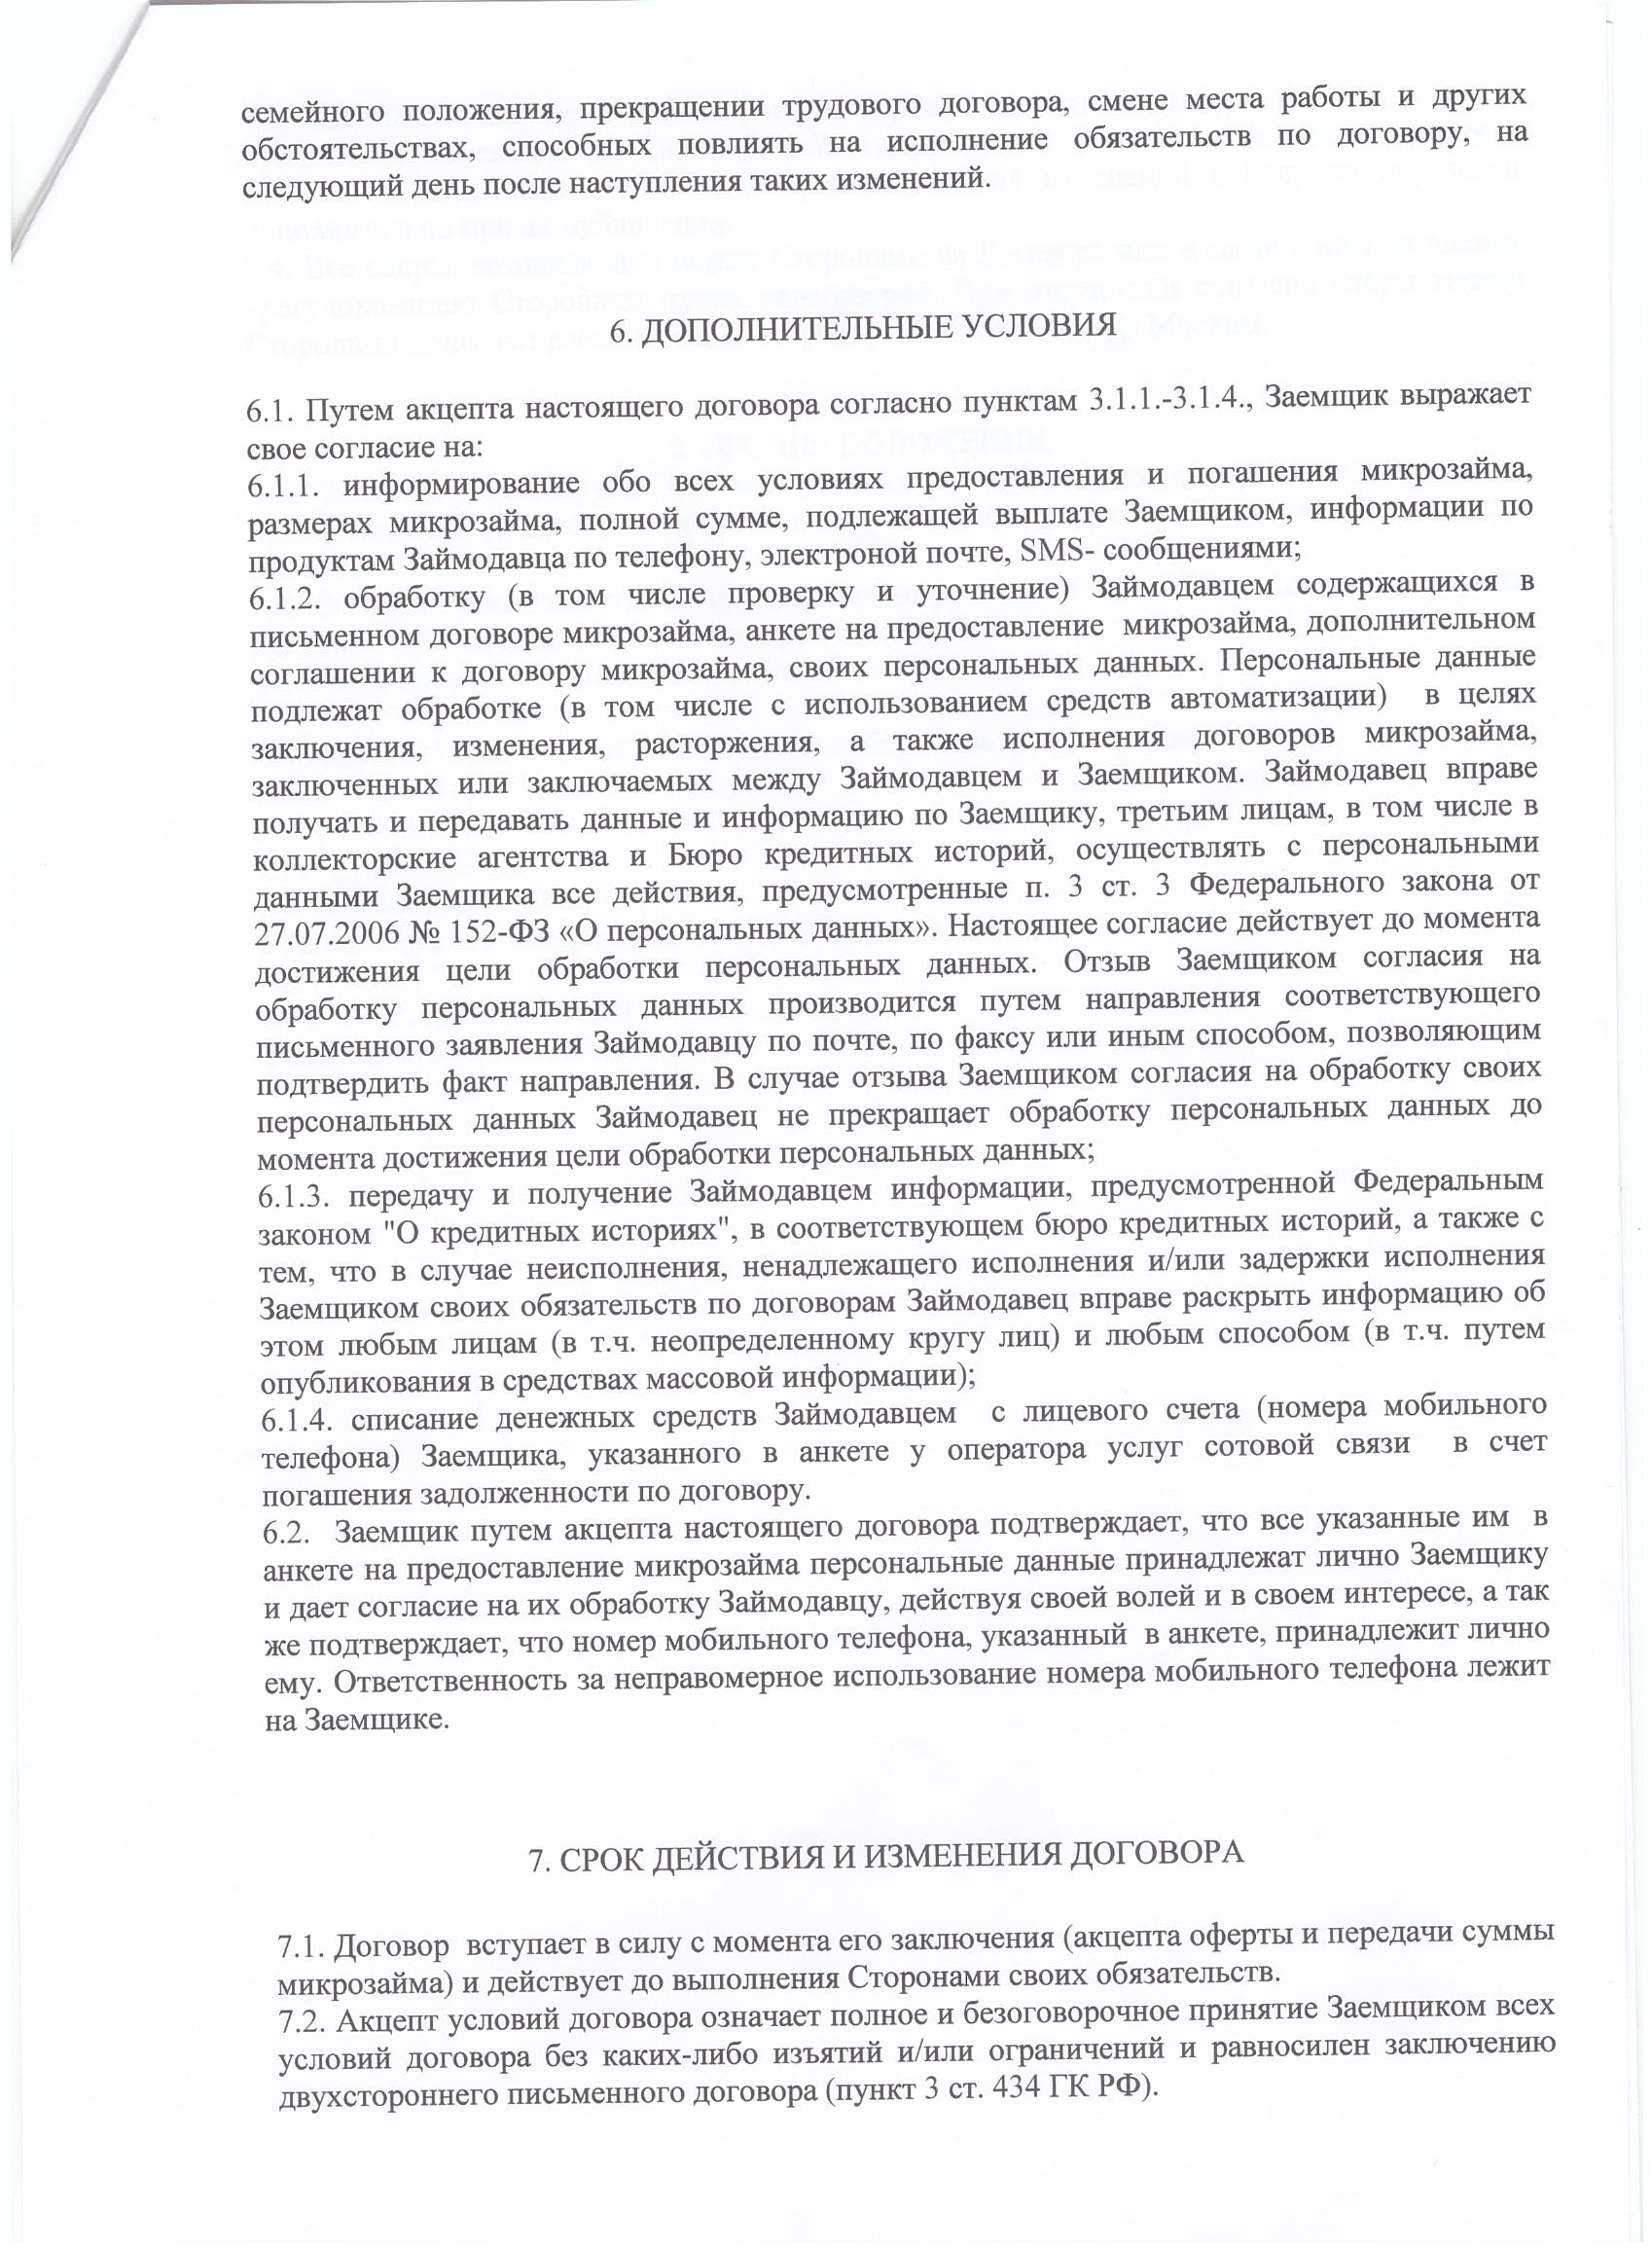 семейного положения, прекращении трудового договора, смене места работы и других
обстоятельствах, способных повлиять на исполнение обязательств по договору, на
следующий день после наступления таких изменений.
6. ДОПОЛНИТЕЛЬНЫЕ УСЛОВИЯ
6.1. Путем акцепта настоящего договора согласно пунктам 3.1.1.-3.1.4., Заемщик выражает
свое согласие на:
6.1.1. информирование обо всех условиях предоставления и погашения микрозайма,
размерах микрозайма, полной сумме, подлежащей выплате Заемщиком, информации по
продуктам Займодавца по телефону, электроной почте, SMS- сообщениями;
6.1.2. обработку (в том числе проверку и уточнение) Займодавцем содержащихся в
письменном договоре микрозайма, анкете на предоставление микрозайма, дополнительном
соглашении к договору микрозайма, своих персональных данных. Персональные данные
подлежат обработке (в том числе с использованием средств автоматизации) в целях
заключения, изменения, расторжения, а также исполнения договоров микрозайма,
заключенных или заключаемых между Займодавцем и Заемщиком. Займодавец вправе
получать и передавать данные и информацию по Заемщику, третьим лицам, в том числе в
коллекторские агентства и Бюро кредитных историй, осуществлять с персональными
данными Заемщика все действия, предусмотренные п. 3 ст. 3 Федерального закона от
27.07.2006 № 152-ФЗ «О персональных данных». Настоящее согласие действует до момента
достижения цели обработки персональных данных. Отзыв Заемщиком согласия на
обработку персональных данных производится путем направления соответствующего
письменного заявления Займодавцу по почте, по факсу или иным способом, позволяющим
подтвердить факт направления. В случае отзыва Заемщиком согласия на обработку своих
персональных данных Займодавец не прекращает обработку персональных данных до
момента достижения цели обработки персональных данных;
6.1.3. передачу и получение Займодавцем информации, предусмотренной Федеральным
законом "О кредитных историях", в соответствующем бюро кредитных историй, а также с
тем, что в случае неисполнения, ненадлежащего исполнения и/или задержки исполнения
Заемщиком своих обязательств по договорам Займодавец вправе раскрыть информацию об
этом любым лицам (в т.ч. неопределенному кругу лиц) и любым способом (в т.ч. путем
опубликования в средствах массовой информации);
6.1.4. списание денежных средств Займодавцем с лицевого счета (номера мобильного
телефона) Заемщика, указанного в анкете у оператора услуг сотовой связи в счет
погашения задолженности по договору.
6.2. Заемщик путем акцепта настоящего договора подтверждает, что все указанные им в
анкете на предоставление микрозайма персональные данные принадлежат лично Заемщику
и дает согласие на их обработку Займодавцу, действуя своей волей и в своем интересе, а так
же подтверждает, что номер мобильного телефона, указанный в анкете, принадлежит лично
ему. Ответственность за неправомерное использование номера мобильного телефона лежит
на Заемщике.
7. СРОК ДЕЙСТВИЯ И ИЗМЕНЕНИЯ ДОГОВОРА
7.1. Договор вступает в силу с момента его заключения (акцепта оферты и передачи суммы
микрозайма) и действует до выполнения Сторонами своих обязательств.
7.2. Акцепт условий договора означает полное и безоговорочное принятие Заемщиком всех
условий договора без каких-либо изъятий и/или ограничений и равносилен заключению
двухстороннего письменного договора (пункт 3 ст. 434 ГК РФ).